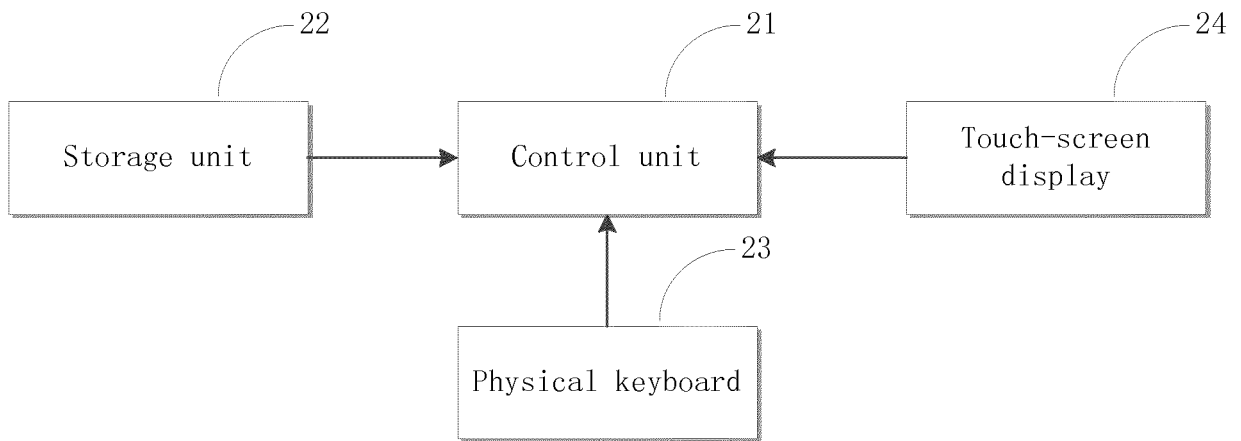 22
21
24
Storage unit
Control unit
Touch-screen
display
23
Physical keyboard